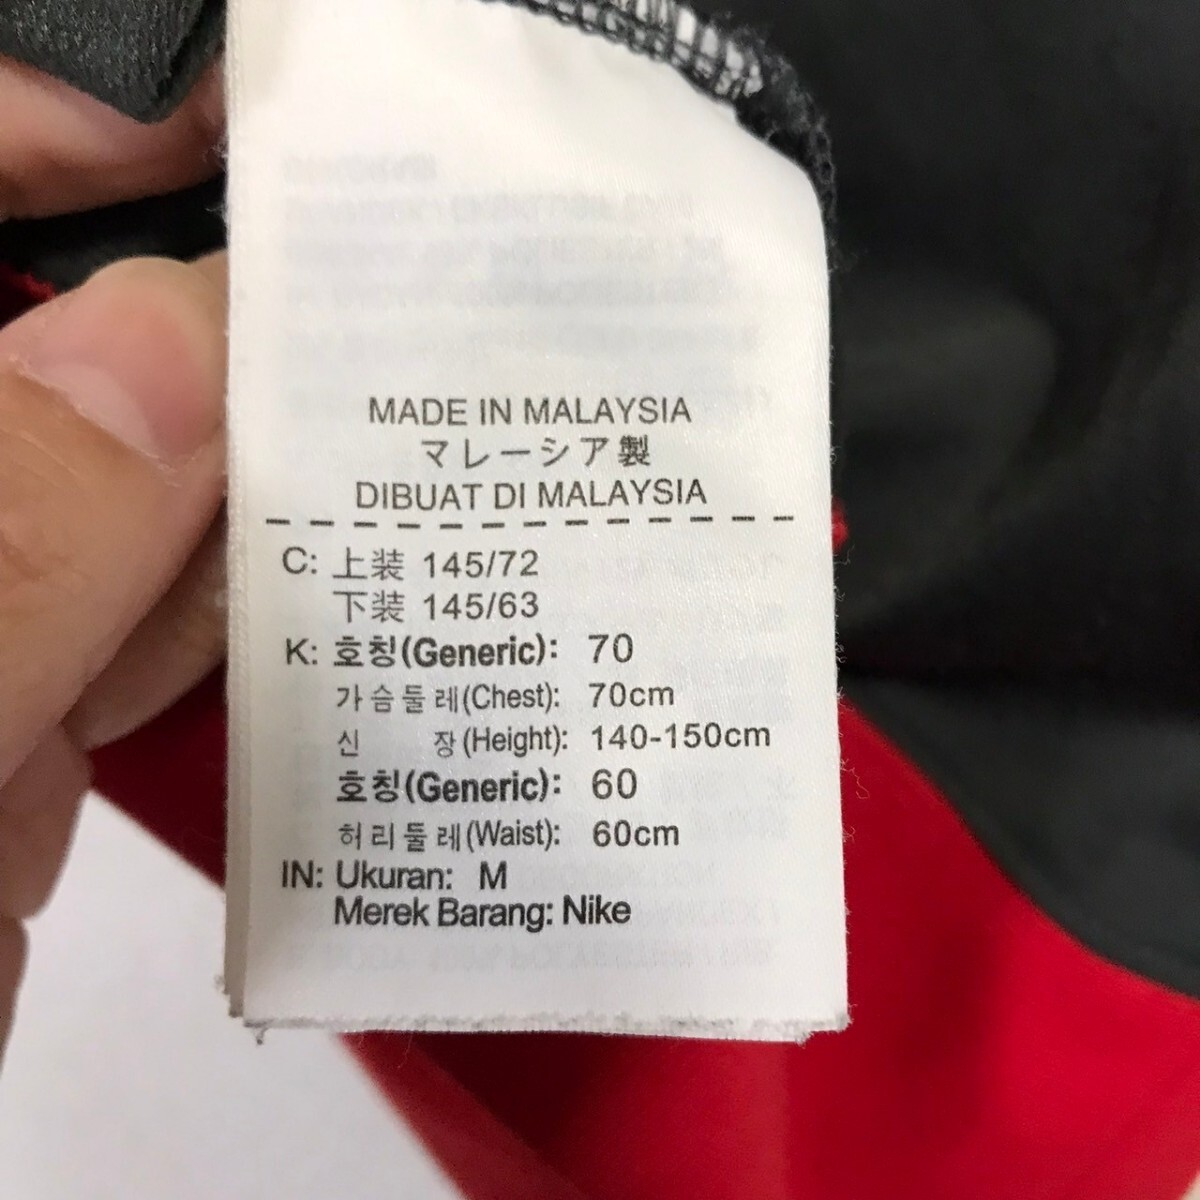 MADE IN MALAYSIA
マレーシア製
DIBUAT DI MALAYSIA
C: 上装 145/72
下装 145/63
K: 호칭(Generic): 70
가슴둘레(Chest): 70cm
신 장(Height): 140-150cm
호칭(Generic): 60
허리둘레(Waist): 60cm
IN: Ukuran: M
Merek Barang: Nike